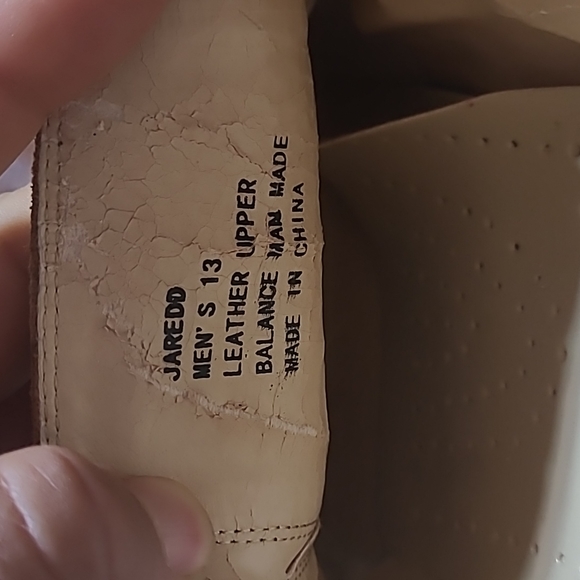 JAREDD
MEN'S 13
LEATHER UPPER
BALANCE MAN MADE
MADE IN CHINA